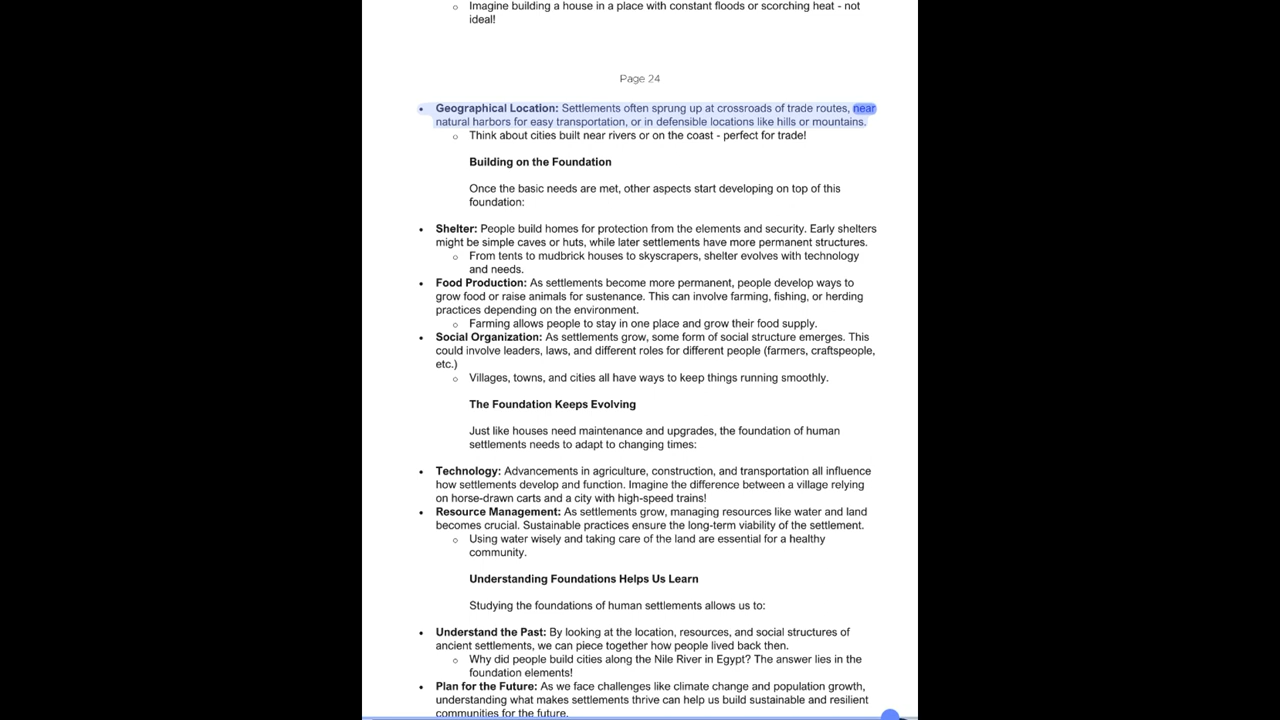 o Imagine building a house in a place with constant floods or scorching heat - not
ideal!
Page 24
• Geographical Location: Settlements often sprung up at crossroads of trade routes, near
natural harbors for easy transportation, or in defensible locations like hills or mountains.
o Think about cities built near rivers or on the coast - perfect for trade!
Building on the Foundation
Once the basic needs are met, other aspects start developing on top of this
foundation:
• Shelter: People build homes for protection from the elements and security. Early shelters
might be simple caves or huts, while later settlements have more permanent structures.
o From tents to mudbrick houses to skyscrapers, shelter evolves with technology
and needs.
• Food Production: As settlements become more permanent, people develop ways to
grow food or raise animals for sustenance. This can involve farming, fishing, or herding
practices depending on the environment.
o Farming allows people to stay in one place and grow their food supply.
• Social Organization: As settlements grow, some form of social structure emerges. This
could involve leaders, laws, and different roles for different people (farmers, craftspeople,
etc.)
o Villages, towns, and cities all have ways to keep things running smoothly.
The Foundation Keeps Evolving
Just like houses need maintenance and upgrades, the foundation of human
settlements needs to adapt to changing times:
• Technology: Advancements in agriculture, construction, and transportation all influence
how settlements develop and function. Imagine the difference between a village relying
on horse-drawn carts and a city with high-speed trains!
• Resource Management: As settlements grow, managing resources like water and land
becomes crucial. Sustainable practices ensure the long-term viability of the settlement.
o Using water wisely and taking care of the land are essential for a healthy
community.
Understanding Foundations Helps Us Learn
Studying the foundations of human settlements allows us to:
• Understand the Past: By looking at the location, resources, and social structures of
ancient settlements, we can piece together how people lived back then.
o Why did people build cities along the Nile River in Egypt? The answer lies in the
foundation elements!
• Plan for the Future: As we face challenges like climate change and population growth,
understanding what makes settlements thrive can help us build sustainable and resilient
communities for the future.